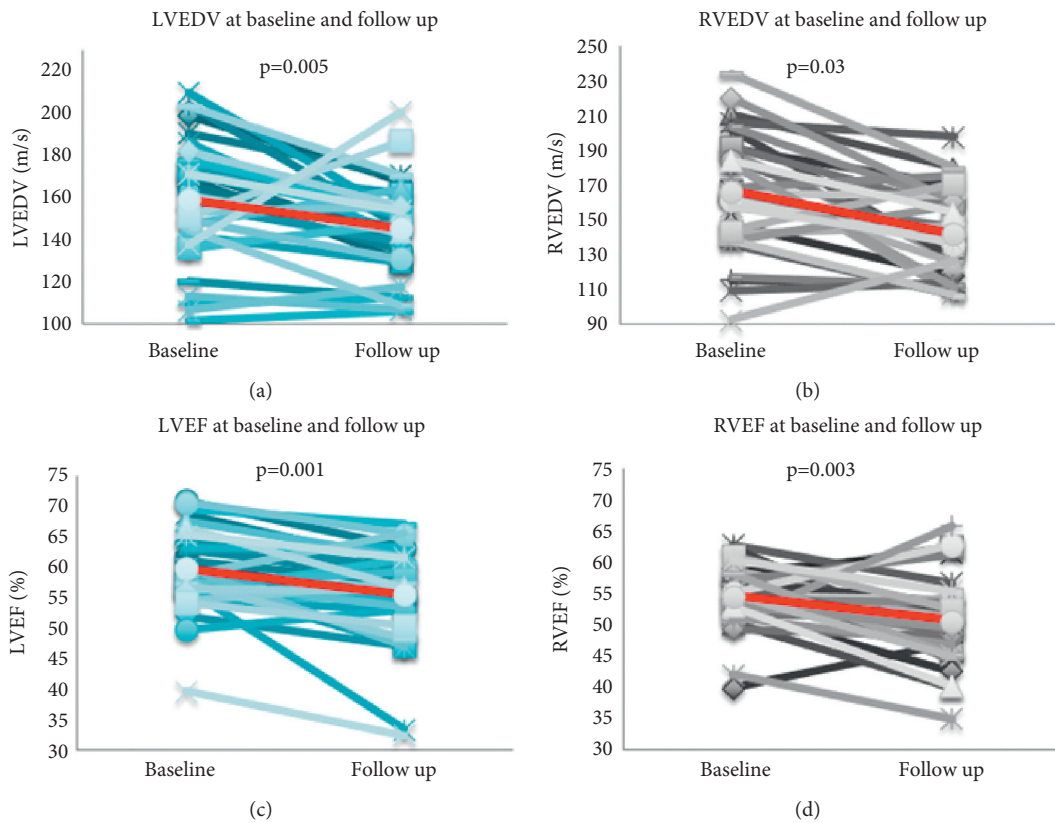 LVEDV at baseline and follow up
p=0.005
220
200
180
160
140
120
100
LVEDV (m/s)
Baseline
Follow up
(a)
RVEDV at baseline and follow up
p=0.03
250
230
210
190
170
150
130
110
90
RVEDV (m/s)
Baseline
Follow up
(b)
LVEF at baseline and follow up
p=0.001
75
70
65
60
55
50
45
40
35
30
LVEF (%)
Baseline
Follow up
(c)
RVEF at baseline and follow up
p=0.003
75
70
65
60
55
50
45
40
35
30
RVEF (%)
Baseline
Follow up
(d)